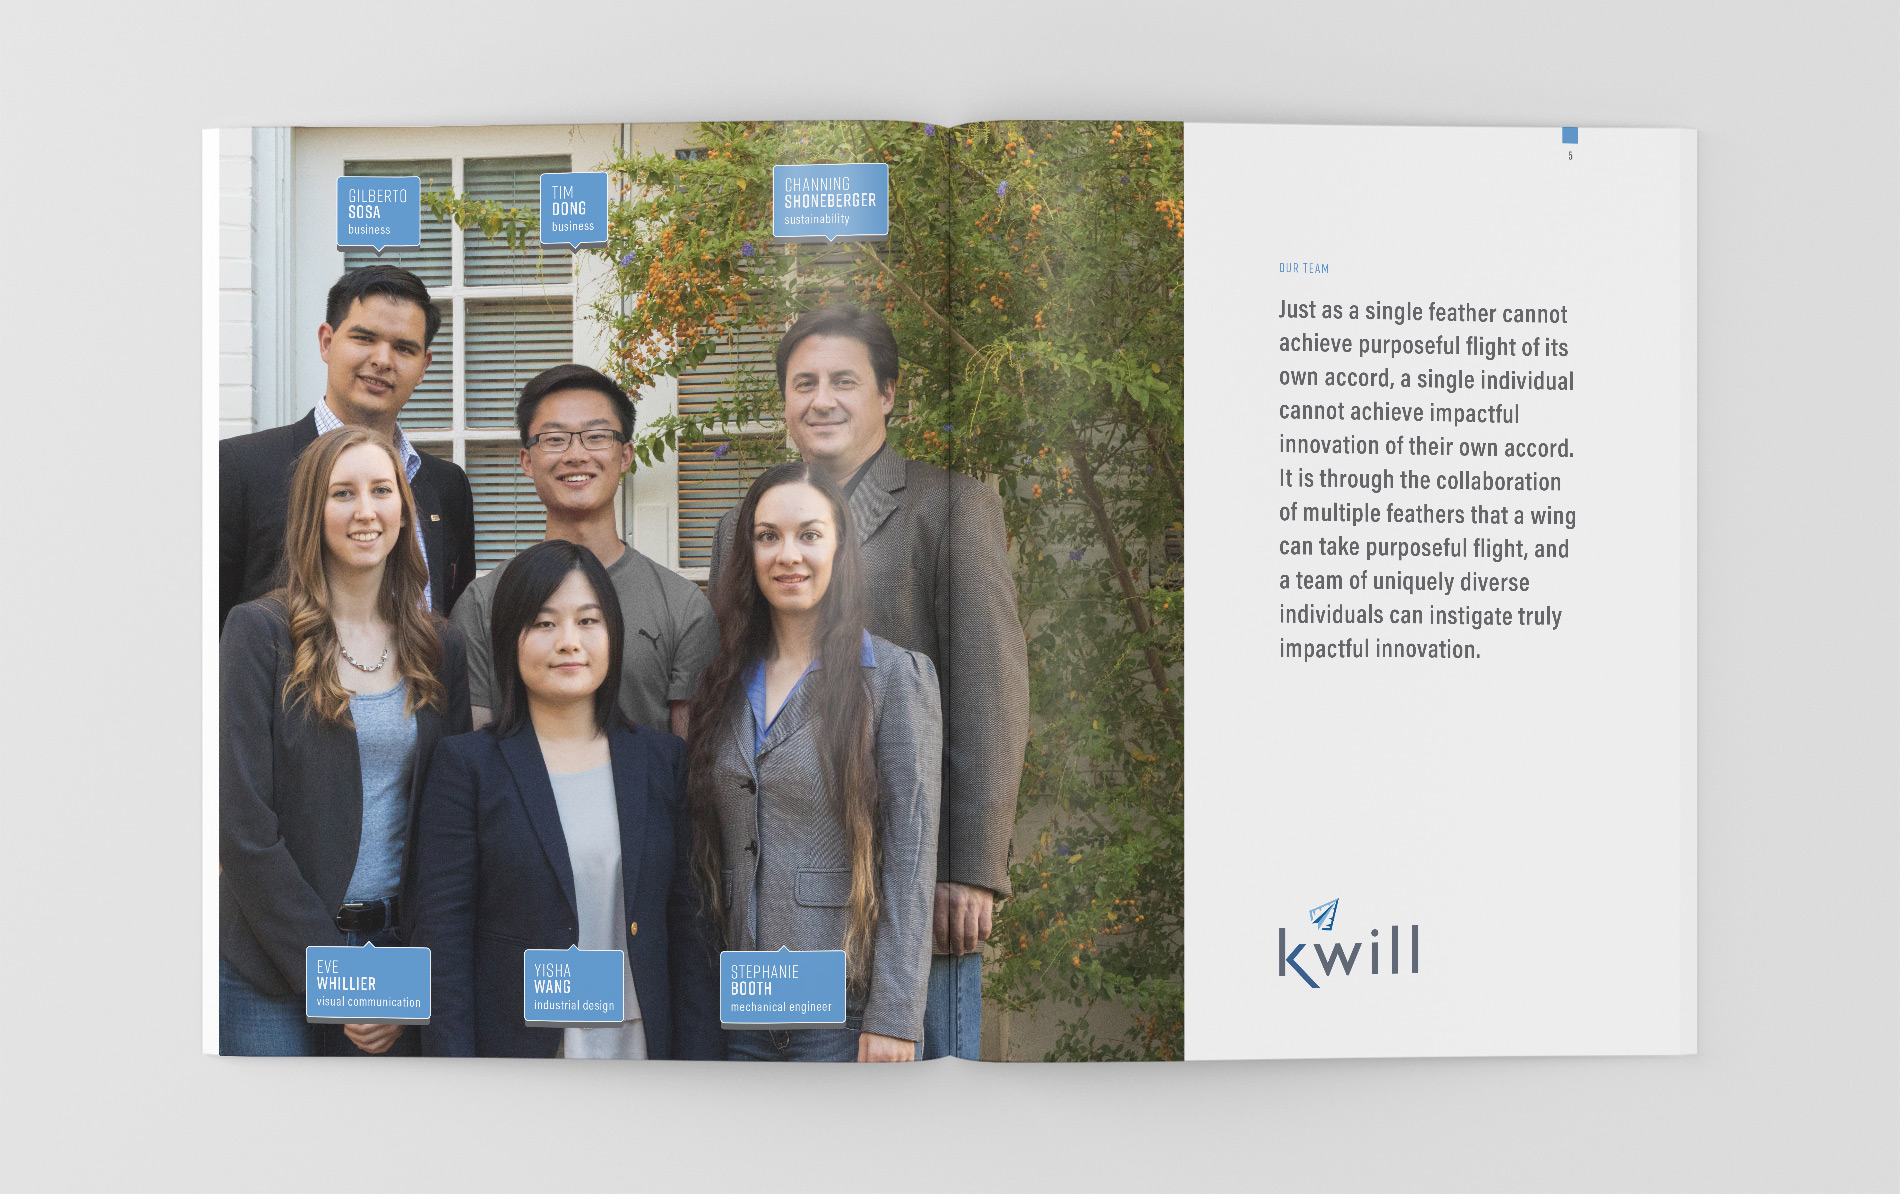 GILBERTO
SOSA
business
TIM
DONG
business
CHANNING
SHONEBERGER
sustainability
EVE
WHILLIER
visual communication
YISHA
WANG
industrial design
STEPHANIE
BOOTH
mechanical engineer
5
OUR TEAM
Just as a single feather cannot
achieve purposeful flight of its
own accord, a single individual
cannot achieve impactful
innovation of their own accord.
It is through the collaboration
of multiple feathers that a wing
can take purposeful flight, and
a team of uniquely diverse
individuals can instigate truly
impactful innovation.
kwill